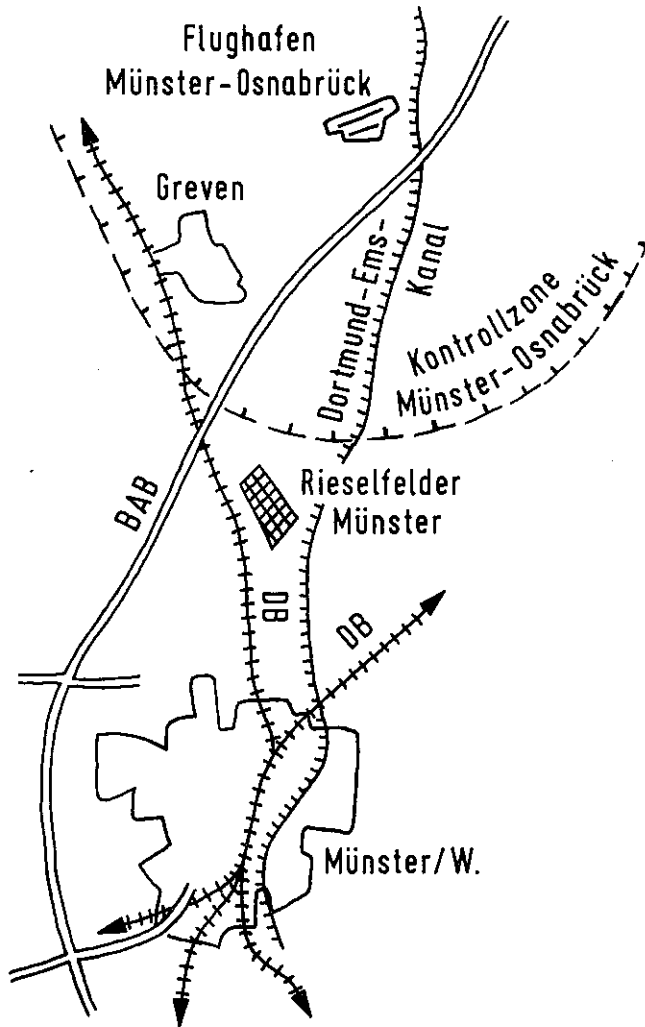 Flughafen
Münster-Osnabrück
Greven
Dortmund-Ems-
Kanal
Kontrollzone
Münster-Osnabrück
BAB
Rieselfelder
Münster
DB
DB
Münster/W.